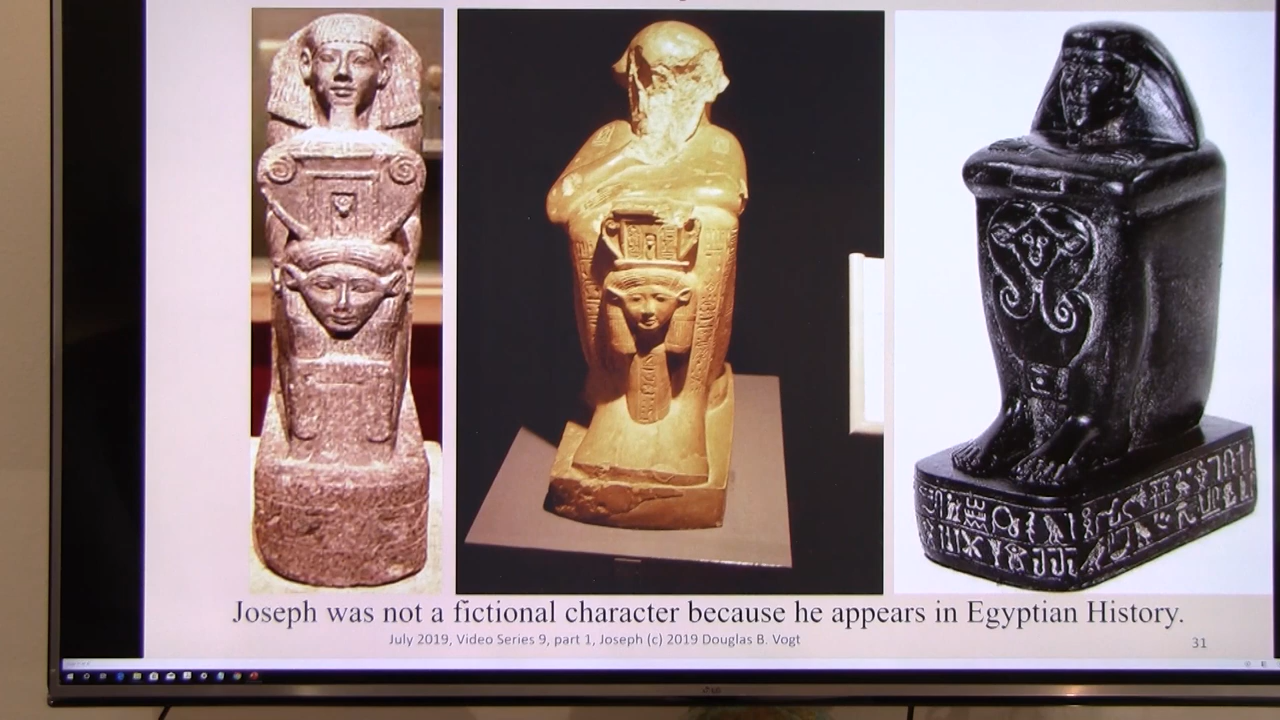 Joseph was not a fictional character because he appears in Egyptian History.
July 2019, Video Series 9, part 1, Joseph (c) 2019 Douglas B. Vogt
31
LG